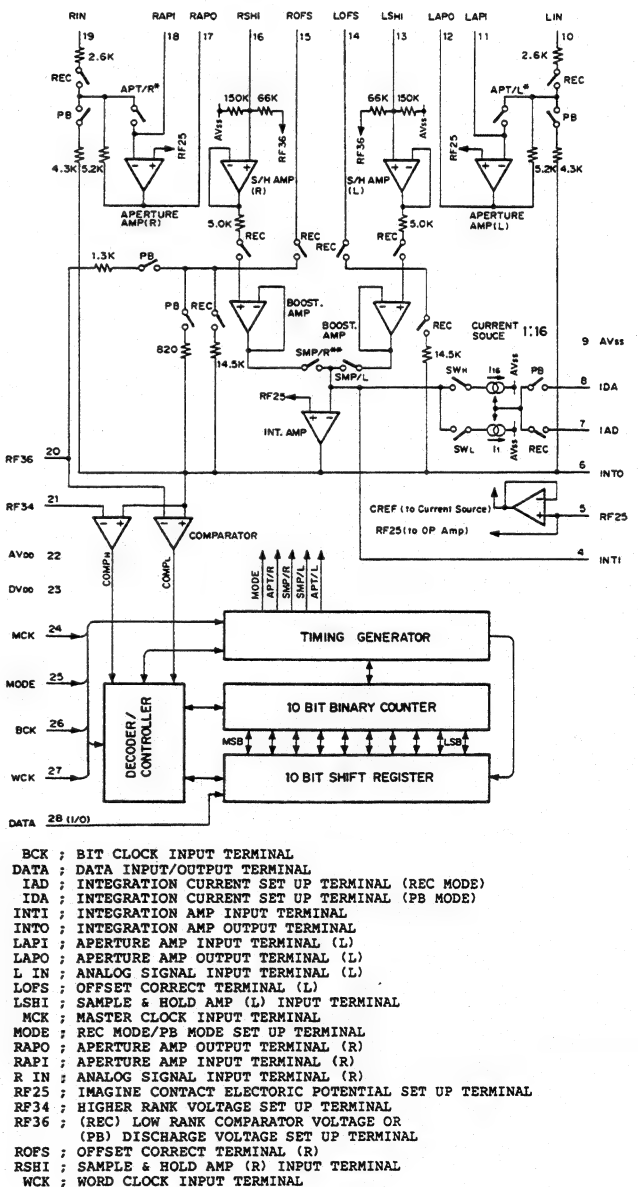 RIN RAPI RAPO RSHI ROFS LOFS LSHI LAPO LAPI LIN
19 18 17 16 15 14 13 12 11 10
2.6K 2.6K
REC REC
APT/R* APT/L*
150K 66K 66K 150K
AVss RF36 RF36 AVss
PB PB
RF25 RF25
4.3K 5.2K 5.2K 4.3K
S/H AMP (R)
S/H AMP (L)
APERTURE AMP(R)
APERTURE AMP(L)
5.0K 5.0K
REC REC REC REC
1.3K PB
PB REC
BOOST. AMP
BOOST. AMP
REC
820 14.5K 14.5K
CURRENT SOUCE 1:16
SMP/R** SMP/L
9 AVss
SWH I16 AVss PB 8 IDA
RF25
INT. AMP
SWL I1 AVss REC 7 IAD
RF36 20
6 INTO
RF34 21
CREF (to Current Source)
5 RF25
RF25(to OP Amp)
COMPARATOR
4 INTI
AVDD 22
COMPH COMPL
DVDD 23
MODE APT/R SMP/R SMP/L APT/L
MCK 24
TIMING GENERATOR
MODE 25
BCK 26
DECODER/ CONTROLLER
10 BIT BINARY COUNTER
MSB LSB
WCK 27
10 BIT SHIFT REGISTER
DATA 28 (I/O)
BCK ; BIT CLOCK INPUT TERMINAL
DATA ; DATA INPUT/OUTPUT TERMINAL
IAD ; INTEGRATION CURRENT SET UP TERMINAL (REC MODE)
IDA ; INTEGRATION CURRENT SET UP TERMINAL (PB MODE)
INTI ; INTEGRATION AMP INPUT TERMINAL
INTO ; INTEGRATION AMP OUTPUT TERMINAL
LAPI ; APERTURE AMP INPUT TERMINAL (L)
LAPO ; APERTURE AMP OUTPUT TERMINAL (L)
L IN ; ANALOG SIGNAL INPUT TERMINAL (L)
LOFS ; OFFSET CORRECT TERMINAL (L)
LSHI ; SAMPLE & HOLD AMP (L) INPUT TERMINAL
MCK ; MASTER CLOCK INPUT TERMINAL
MODE ; REC MODE/PB MODE SET UP TERMINAL
RAPO ; APERTURE AMP OUTPUT TERMINAL (R)
RAPI ; APERTURE AMP INPUT TERMINAL (R)
R IN ; ANALOG SIGNAL INPUT TERMINAL (R)
RF25 ; IMAGINE CONTACT ELECTORIC POTENTIAL SET UP TERMINAL
RF34 ; HIGHER RANK VOLTAGE SET UP TERMINAL
RF36 ; (REC) LOW RANK COMPARATOR VOLTAGE OR
(PB) DISCHARGE VOLTAGE SET UP TERMINAL
ROFS ; OFFSET CORRECT TERMINAL (R)
RSHI ; SAMPLE & HOLD AMP (R) INPUT TERMINAL
WCK ; WORD CLOCK INPUT TERMINAL